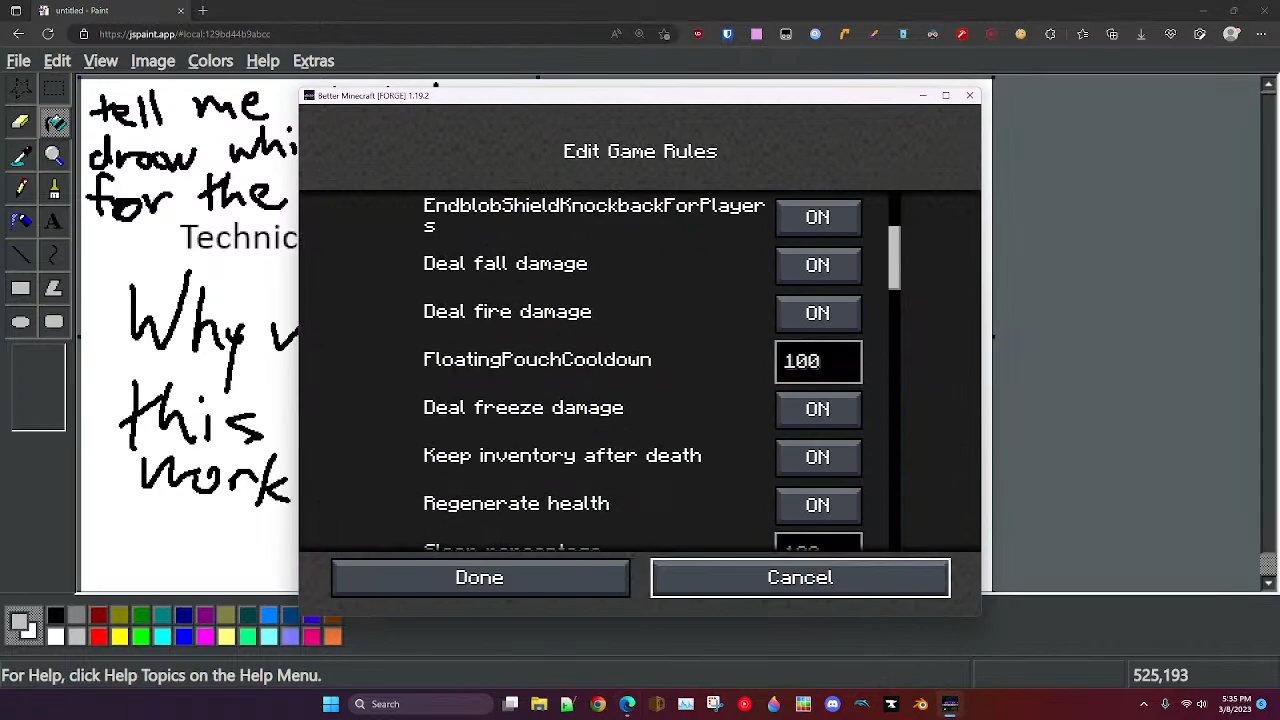 untitled - Paint
https://jspaint.app/#local:129bd44b9abcc
File Edit View Image Colors Help Extras
tell me
draw whi
for the
Technic
Why w
this
work
Better Minecraft [FORGE] 1.19.2
Edit Game Rules
EndblobShieldKnockbackForPlayer
s
ON
Deal fall damage ON
Deal fire damage ON
FloatingPouchCooldown 100
Deal freeze damage ON
Keep inventory after death ON
Regenerate health ON
Sleep percentage 100
Done Cancel
For Help, click Help Topics on the Help Menu.
525,193
Search
5:35 PM
3/8/2023